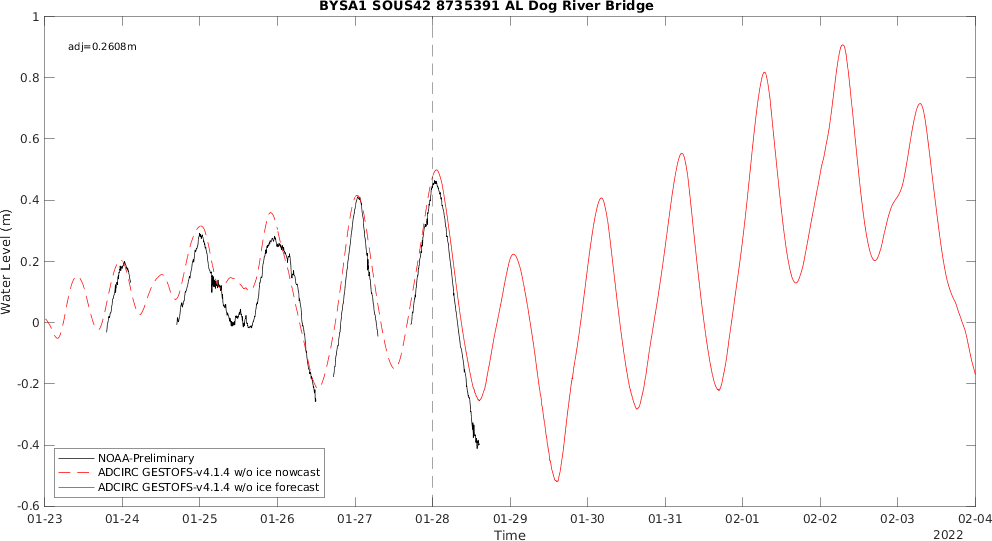 BYSA1 SOUS42 8735391 AL Dog River Bridge
adj=0.2608m
Water Level (m)
1
0.8
0.6
0.4
0.2
0
-0.2
-0.4
-0.6
NOAA-Preliminary
ADCIRC GESTOFS-v4.1.4 w/o ice nowcast
ADCIRC GESTOFS-v4.1.4 w/o ice forecast
01-23 01-24 01-25 01-26 01-27 01-28 01-29 01-30 01-31 02-01 02-02 02-03 02-04
Time
2022